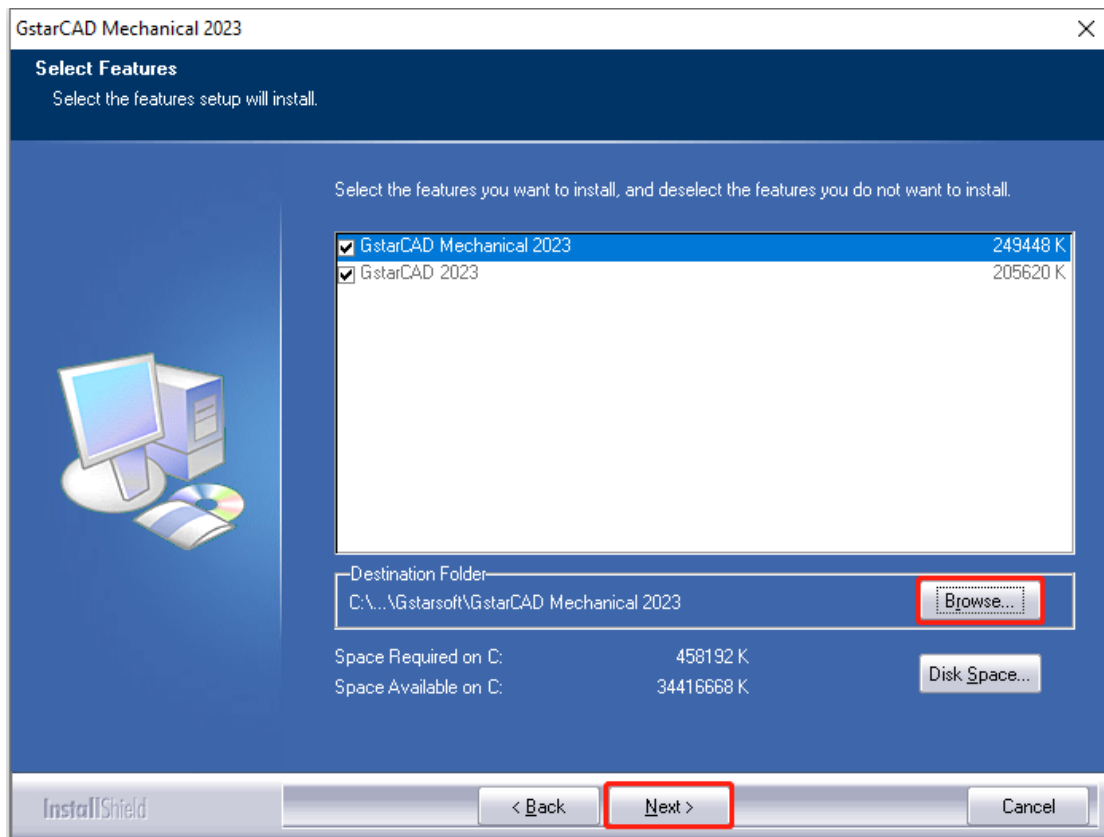 GstarCAD Mechanical 2023
Select Features
Select the features setup will install.
Select the features you want to install, and deselect the features you do not want to install.
GstarCAD Mechanical 2023 249448 K
GstarCAD 2023 205620 K
Destination Folder
C:\...\Gstarsoft\GstarCAD Mechanical 2023 Browse...
Space Required on C: 458192 K
Space Available on C: 34416668 K
Disk Space...
InstallShield < Back Next > Cancel